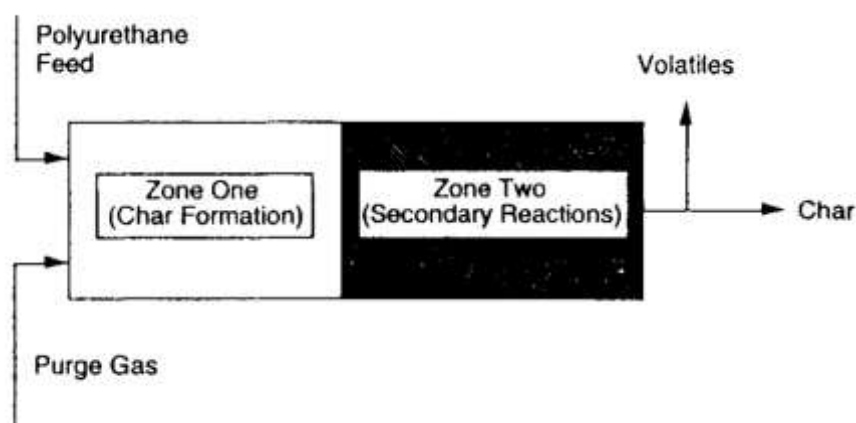 Polyurethane
Feed
Volatiles
Zone One
(Char Formation)
Zone Two
(Secondary Reactions)
Char
Purge Gas